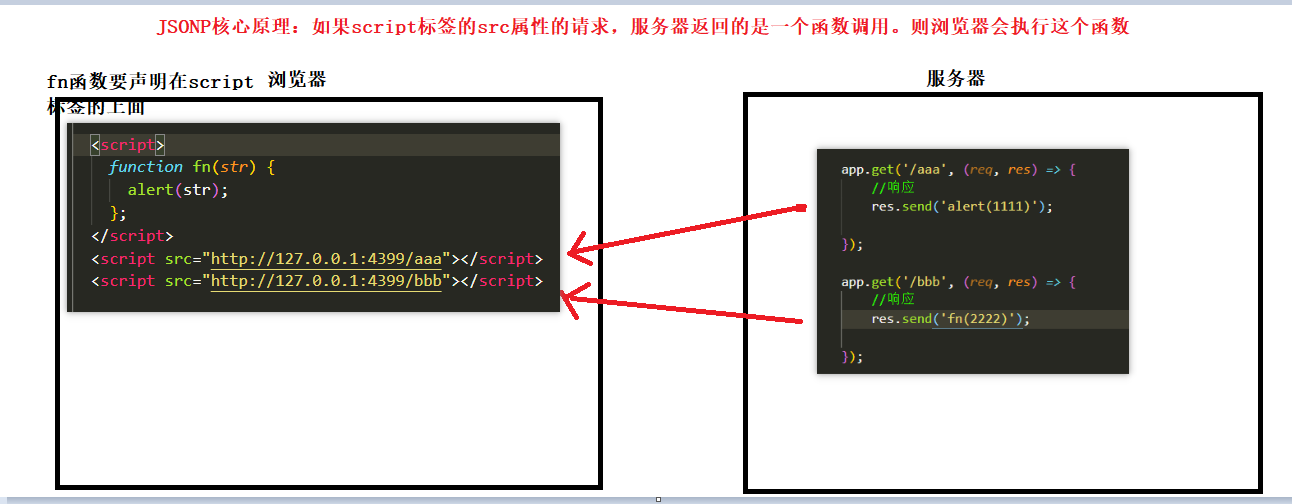 JSONP核心原理：如果script标签的src属性的请求，服务器返回的是一个函数调用。则浏览器会执行这个函数
fn函数要声明在script
标签的上面
浏览器
<script>
function fn(str) {
alert(str);
};
</script>
<script src="http://127.0.0.1:4399/aaa"></script>
<script src="http://127.0.0.1:4399/bbb"></script>
服务器
app.get('/aaa', (req, res) => {
//响应
res.send('alert(1111)');
});
app.get('/bbb', (req, res) => {
//响应
res.send('fn(2222)');
});